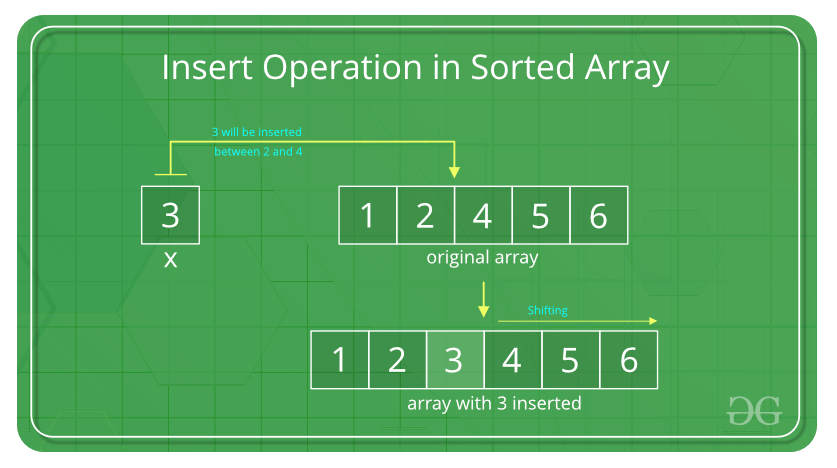 Insert Operation in Sorted Array
3 will be inserted
between 2 and 4
3
x
1 2 4 5 6
original array
Shifting
1 2 3 4 5 6
array with 3 inserted